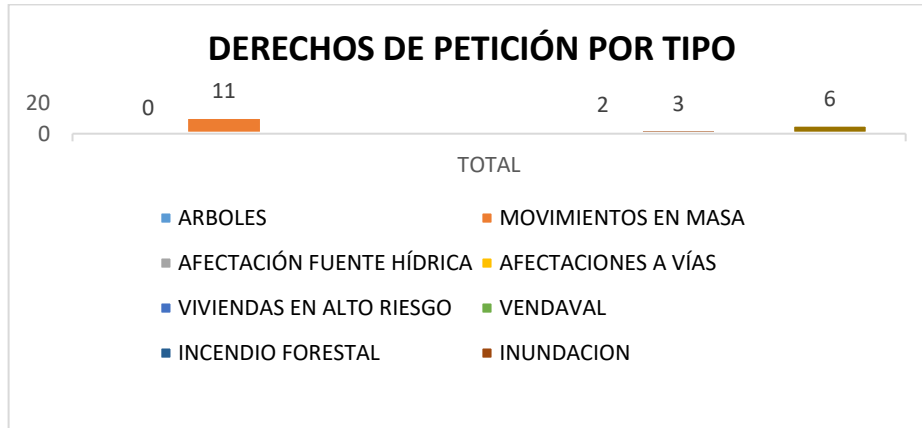 DERECHOS DE PETICIÓN POR TIPO
20
0
0
11
2
3
6
TOTAL
ARBOLES
MOVIMIENTOS EN MASA
AFECTACIÓN FUENTE HÍDRICA
AFECTACIONES A VÍAS
VIVIENDAS EN ALTO RIESGO
VENDAVAL
INCENDIO FORESTAL
INUNDACION